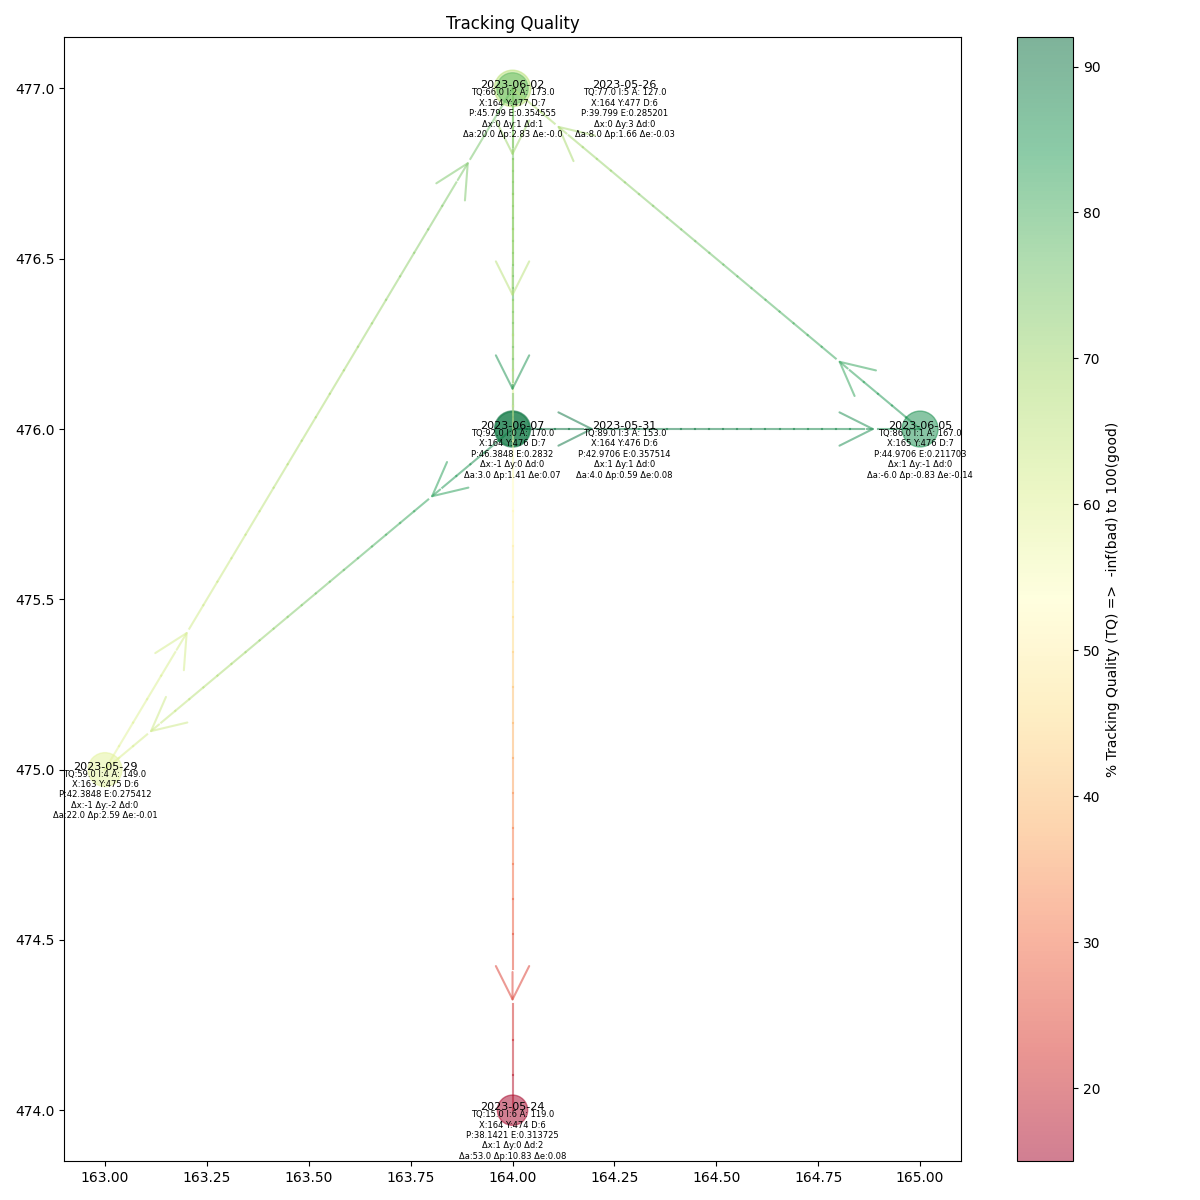 Tracking Quality
477.0
476.5
476.0
475.5
475.0
474.5
474.0
2023-06-02
TQ:66.0 I:2 A: 173.0
X:164 Y:477 D:7
P:45.799 E:0.354555
Δx:0 Δy:1 Δd:1
Δa:20.0 Δp:2.83 Δe:-0.0
2023-05-26
TQ:77.0 I:5 A: 127.0
X:164 Y:477 D:6
P:39.799 E:0.285201
Δx:0 Δy:3 Δd:0
Δa:8.0 Δp:1.66 Δe:-0.03
2023-06-07
TQ:92.0 I:0 A: 170.0
X:164 Y:476 D:7
P:46.3848 E:0.2832
Δx:-1 Δy:0 Δd:0
Δa:3.0 Δp:1.41 Δe:0.07
2023-05-31
TQ:89.0 I:3 A: 153.0
X:164 Y:476 D:6
P:42.9706 E:0.357514
Δx:1 Δy:1 Δd:0
Δa:4.0 Δp:0.59 Δe:0.08
2023-06-05
TQ:86.0 I:1 A: 167.0
X:165 Y:476 D:7
P:44.9706 E:0.211703
Δx:1 Δy:-1 Δd:0
Δa:-6.0 Δp:-0.83 Δe:-0.14
2023-05-29
TQ:59.0 I:4 A: 149.0
X:163 Y:475 D:6
P:42.3848 E:0.275412
Δx:-1 Δy:-2 Δd:0
Δa:22.0 Δp:2.59 Δe:-0.01
2023-05-24
TQ:15.0 I:6 A: 119.0
X:164 Y:474 D:6
P:38.1421 E:0.313725
Δx:1 Δy:0 Δd:2
Δa:53.0 Δp:10.83 Δe:0.08
163.00 163.25 163.50 163.75 164.00 164.25 164.50 164.75 165.00
90
80
70
60
50
40
30
20
% Tracking Quality (TQ) => -inf(bad) to 100(good)